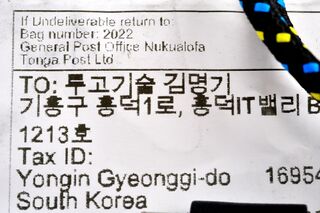 If Undeliverable return to:
Bag number: 2022
General Post Office Nukualofa
Tonga Post Ltd
TO: 투고기술 김명기
기흥구 흥덕1로, 흥덕IT밸리 B
1213호
Tax ID:
Yongin Gyeonggi-do 16954
South Korea